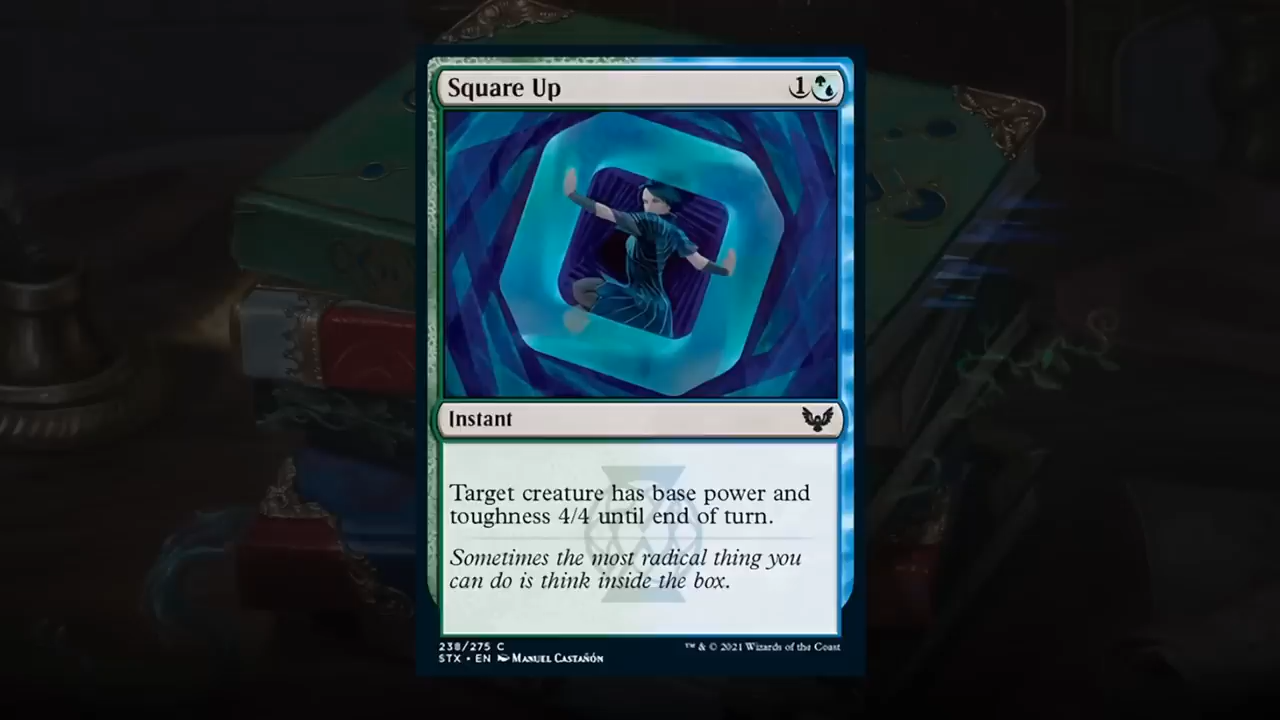 Square Up
1
Instant
Target creature has base power and
toughness 4/4 until end of turn.
Sometimes the most radical thing you
can do is think inside the box.
238/275 C
STX • EN Manuel Castañón
™ & © 2021 Wizards of the Coast